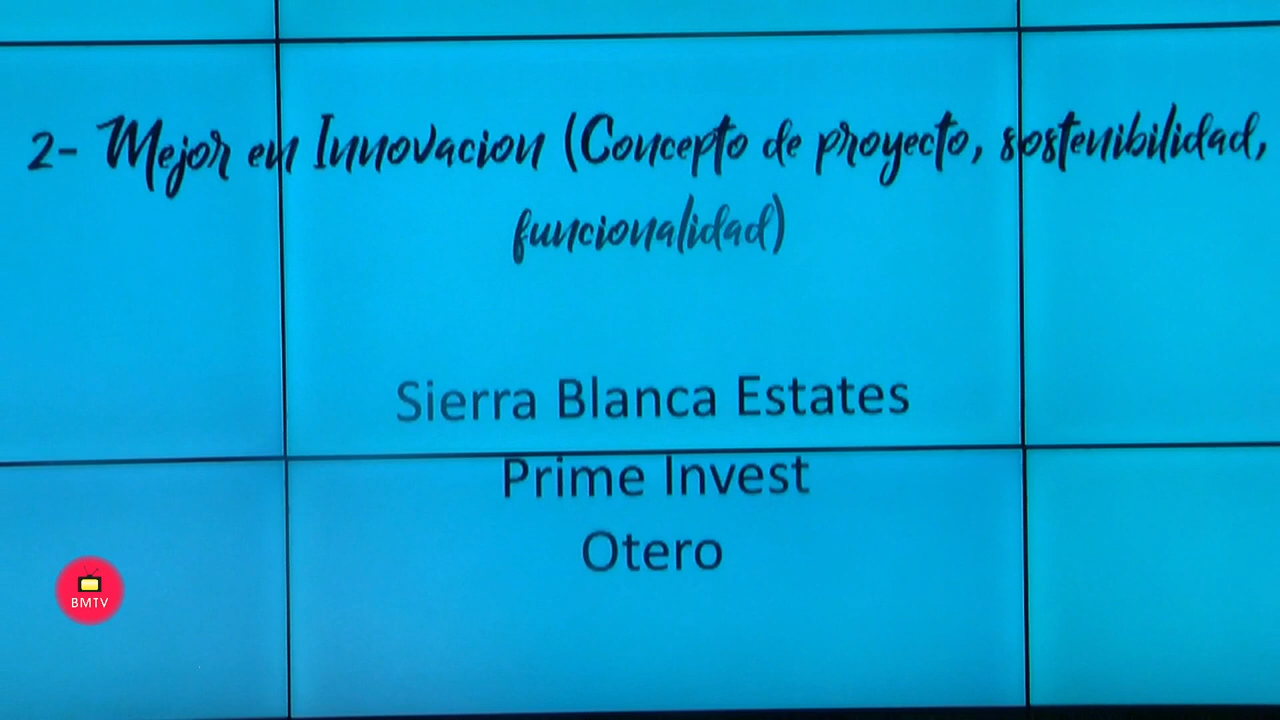 2- Mejor en Innovacion (Concepto de proyecto, sostenibilidad,
funcionalidad)
Sierra Blanca Estates
Prime Invest
Otero
BMTV